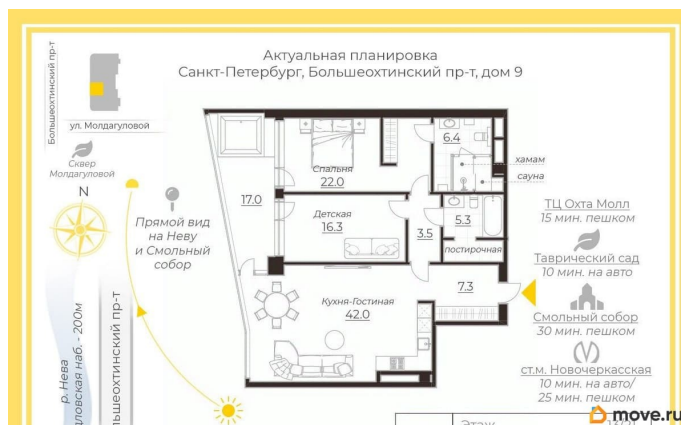 Актуальная планировка
Санкт-Петербург, Большеохтинский пр-т, дом 9
Большеохтинский пр-т
ул. Молдагуловой
Сквер
Молдагуловой
N
Прямой вид
на Неву
и Смольный
собор
р. Нева
- 200м
Спальня
22.0
6.4
хамам
сауна
17.0
Детская
16.3
3.5
5.3
постирочная
7.3
Кухня-Гостиная
42.0
ТЦ Охта Молл
15 мин. пешком
Таврический сад
10 мин. на авто
Смольный собор
30 мин. пешком
ст.м. Новочеркасская
10 мин. на авто/
25 мин. пешком
Этаж
move.ru